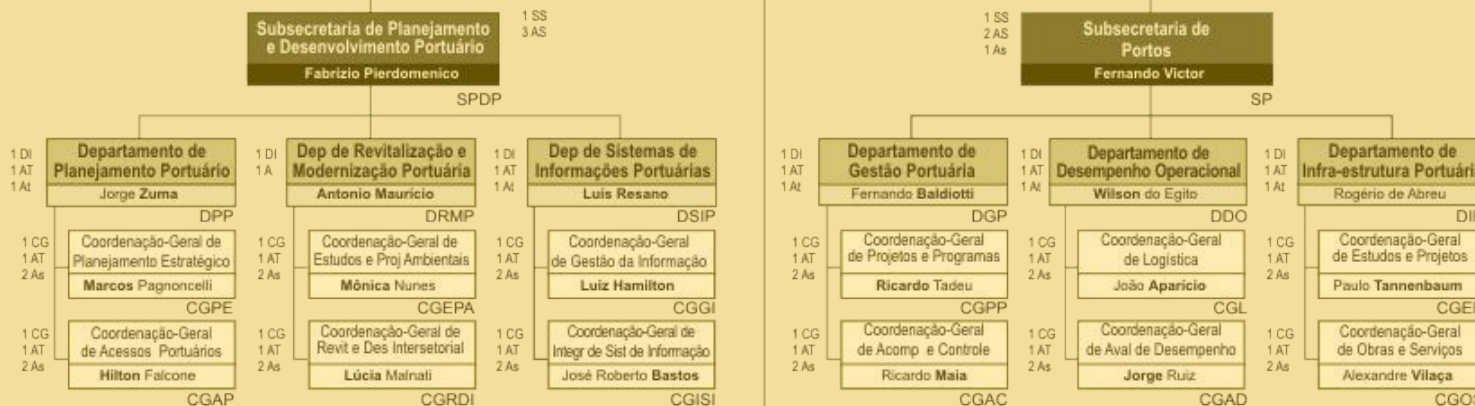 Subsecretaria de Planejamento
e Desenvolvimento Portuário
Fabrizio Pierdomenico
1 SS
3 AS
SPDP
1 DI
1 AT
1 At
Departamento de
Planejamento Portuário
Jorge Zuma
DPP
1 CG
1 AT
2 As
Coordenação-Geral de
Planejamento Estratégico
Marcos Pagnoncelli
CGPE
1 CG
1 AT
2 As
Coordenação-Geral
de Acessos Portuários
Hilton Falcone
CGAP
1 DI
1 A
Dep de Revitalização e
Modernização Portuária
Antonio Maurício
DRMP
1 CG
1 AT
2 As
Coordenação-Geral de
Estudos e Proj Ambientais
Mônica Nunes
CGEPA
1 CG
1 AT
2 As
Coordenação-Geral de
Revit e Des Intersetorial
Lúcia Malnati
CGRDI
1 DI
1 AT
1 At
Dep de Sistemas de
Informações Portuárias
Luis Resano
DSIP
1 CG
1 AT
2 As
Coordenação-Geral
de Gestão da Informação
Luiz Hamilton
CGGI
1 CG
1 AT
2 As
Coordenação-Geral de
Integr de Sist de Informação
José Roberto Bastos
CGISI
1 SS
2 AS
1 As
Subsecretaria de
Portos
Fernando Victor
SP
1 DI
1 AT
1 At
Departamento de
Gestão Portuária
Fernando Baldiotti
DGP
1 CG
1 AT
2 As
Coordenação-Geral
de Projetos e Programas
Ricardo Tadeu
CGPP
1 CG
1 AT
2 As
Coordenação-Geral
de Acomp e Controle
Ricardo Maia
CGAC
1 DI
1 AT
1 At
Departamento de
Desempenho Operacional
Wilson do Egito
DDO
1 CG
1 AT
2 As
Coordenação-Geral
de Logística
João Aparício
CGL
1 CG
1 AT
2 As
Coordenação-Geral
de Aval de Desempenho
Jorge Ruiz
CGAD
1 DI
1 AT
1 At
Departamento de
Infra-estrutura Portuári
Rogério de Abreu
DI
1 CG
1 AT
2 As
Coordenação-Geral
de Estudos e Projetos
Paulo Tannenbaum
CGE
1 CG
1 AT
2 As
Coordenação-Geral
de Obras e Serviços
Alexandre Vilaça
CGO